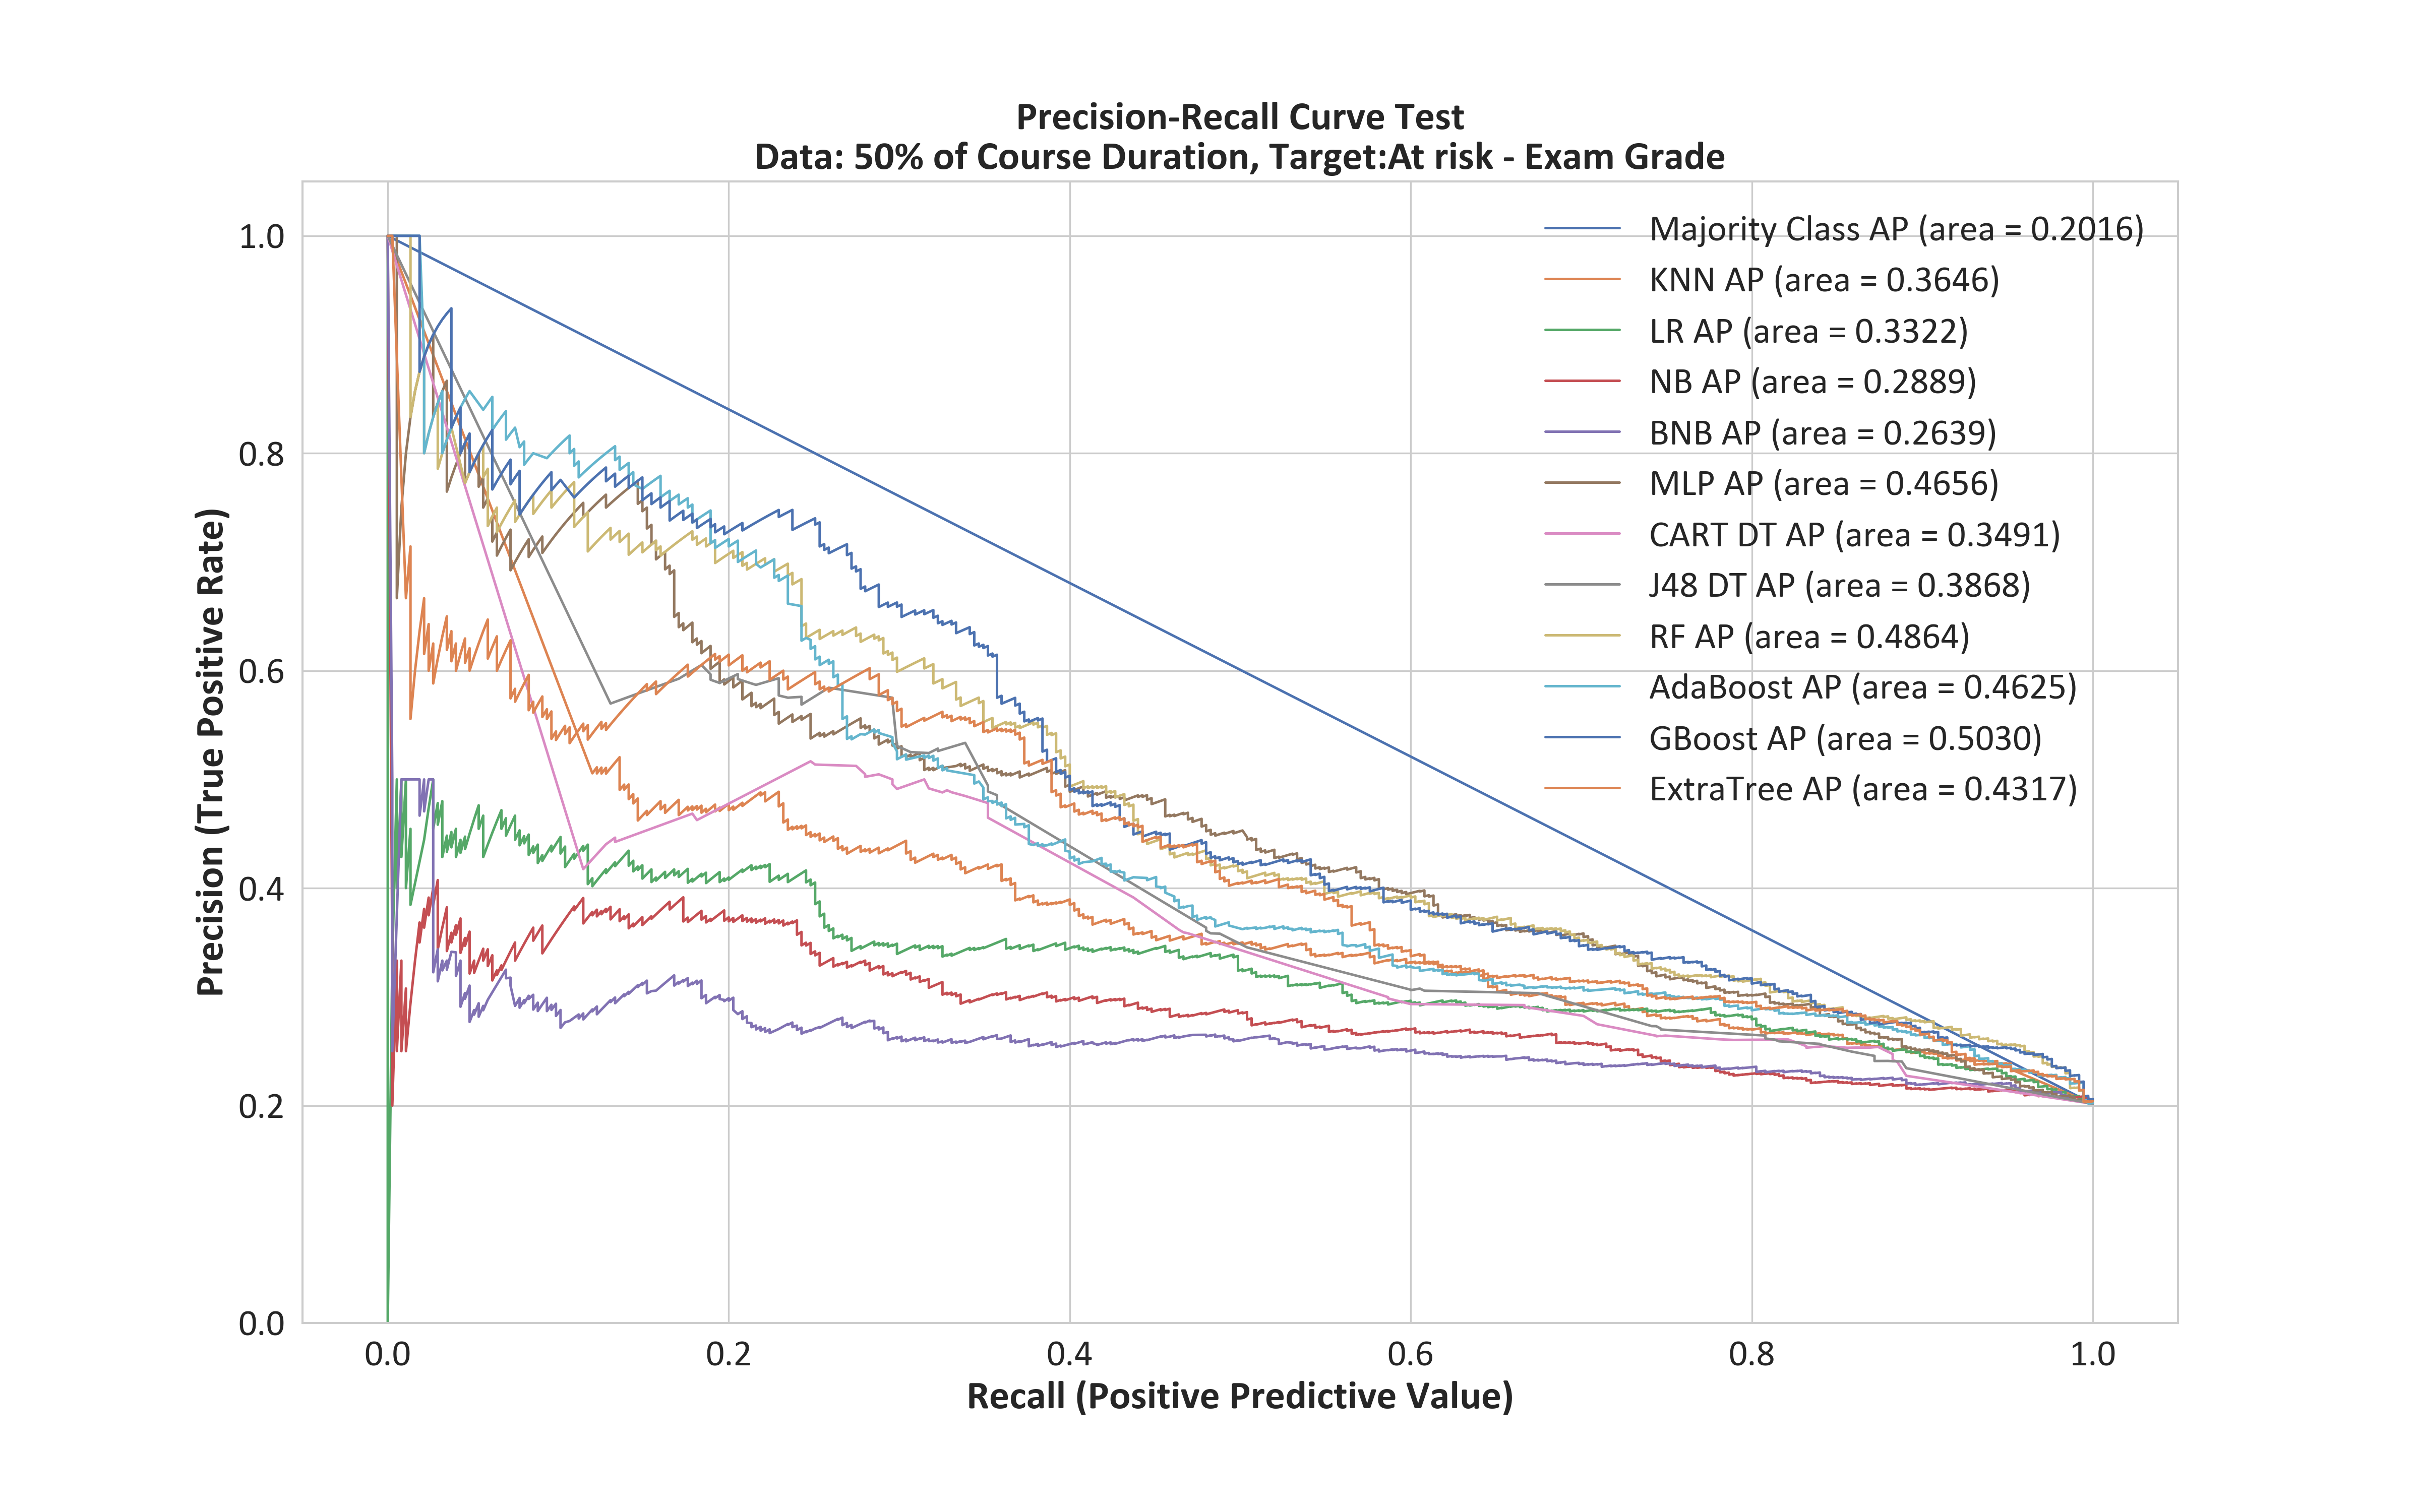 Precision-Recall Curve Test
Data: 50% of Course Duration, Target:At risk - Exam Grade
Precision (True Positive Rate)
1.0
0.8
0.6
0.4
0.2
0.0
Majority Class AP (area = 0.2016)
KNN AP (area = 0.3646)
LR AP (area = 0.3322)
NB AP (area = 0.2889)
BNB AP (area = 0.2639)
MLP AP (area = 0.4656)
CART DT AP (area = 0.3491)
J48 DT AP (area = 0.3868)
RF AP (area = 0.4864)
AdaBoost AP (area = 0.4625)
GBoost AP (area = 0.5030)
ExtraTree AP (area = 0.4317)
0.0 0.2 0.4 0.6 0.8 1.0
Recall (Positive Predictive Value)